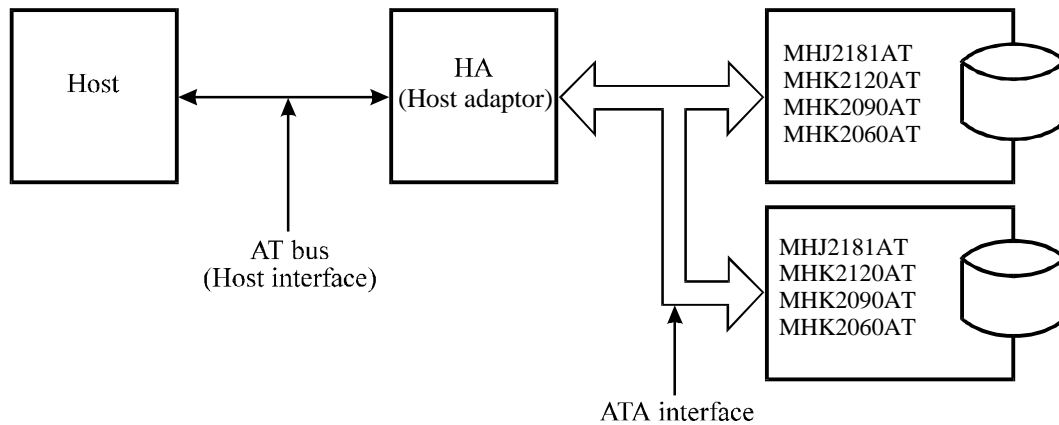 Host
HA
(Host adaptor)
MHJ2181AT
MHK2120AT
MHK2090AT
MHK2060AT
AT bus
(Host interface)
MHJ2181AT
MHK2120AT
MHK2090AT
MHK2060AT
ATA interface